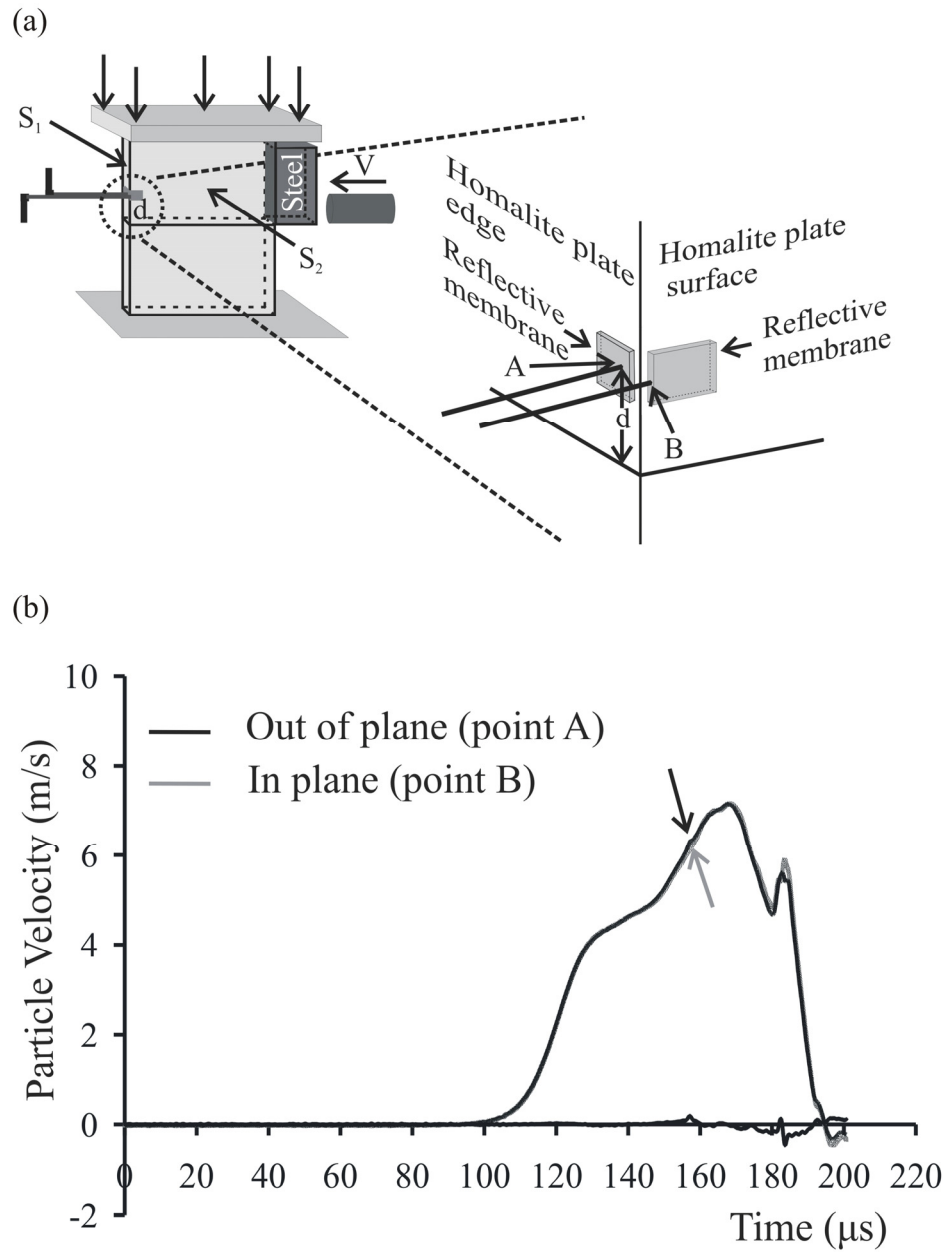 (a)
S1
d
Steel
V
S2
Homalite plate
edge
Reflective
membrane
Homalite plate
surface
Reflective
membrane
A
d
B
(b)
Out of plane (point A)
In plane (point B)
Particle Velocity (m/s)
10
8
6
4
2
0
-2
0 20 40 60 80 100 120 140 160 180 200 220
Time (μs)